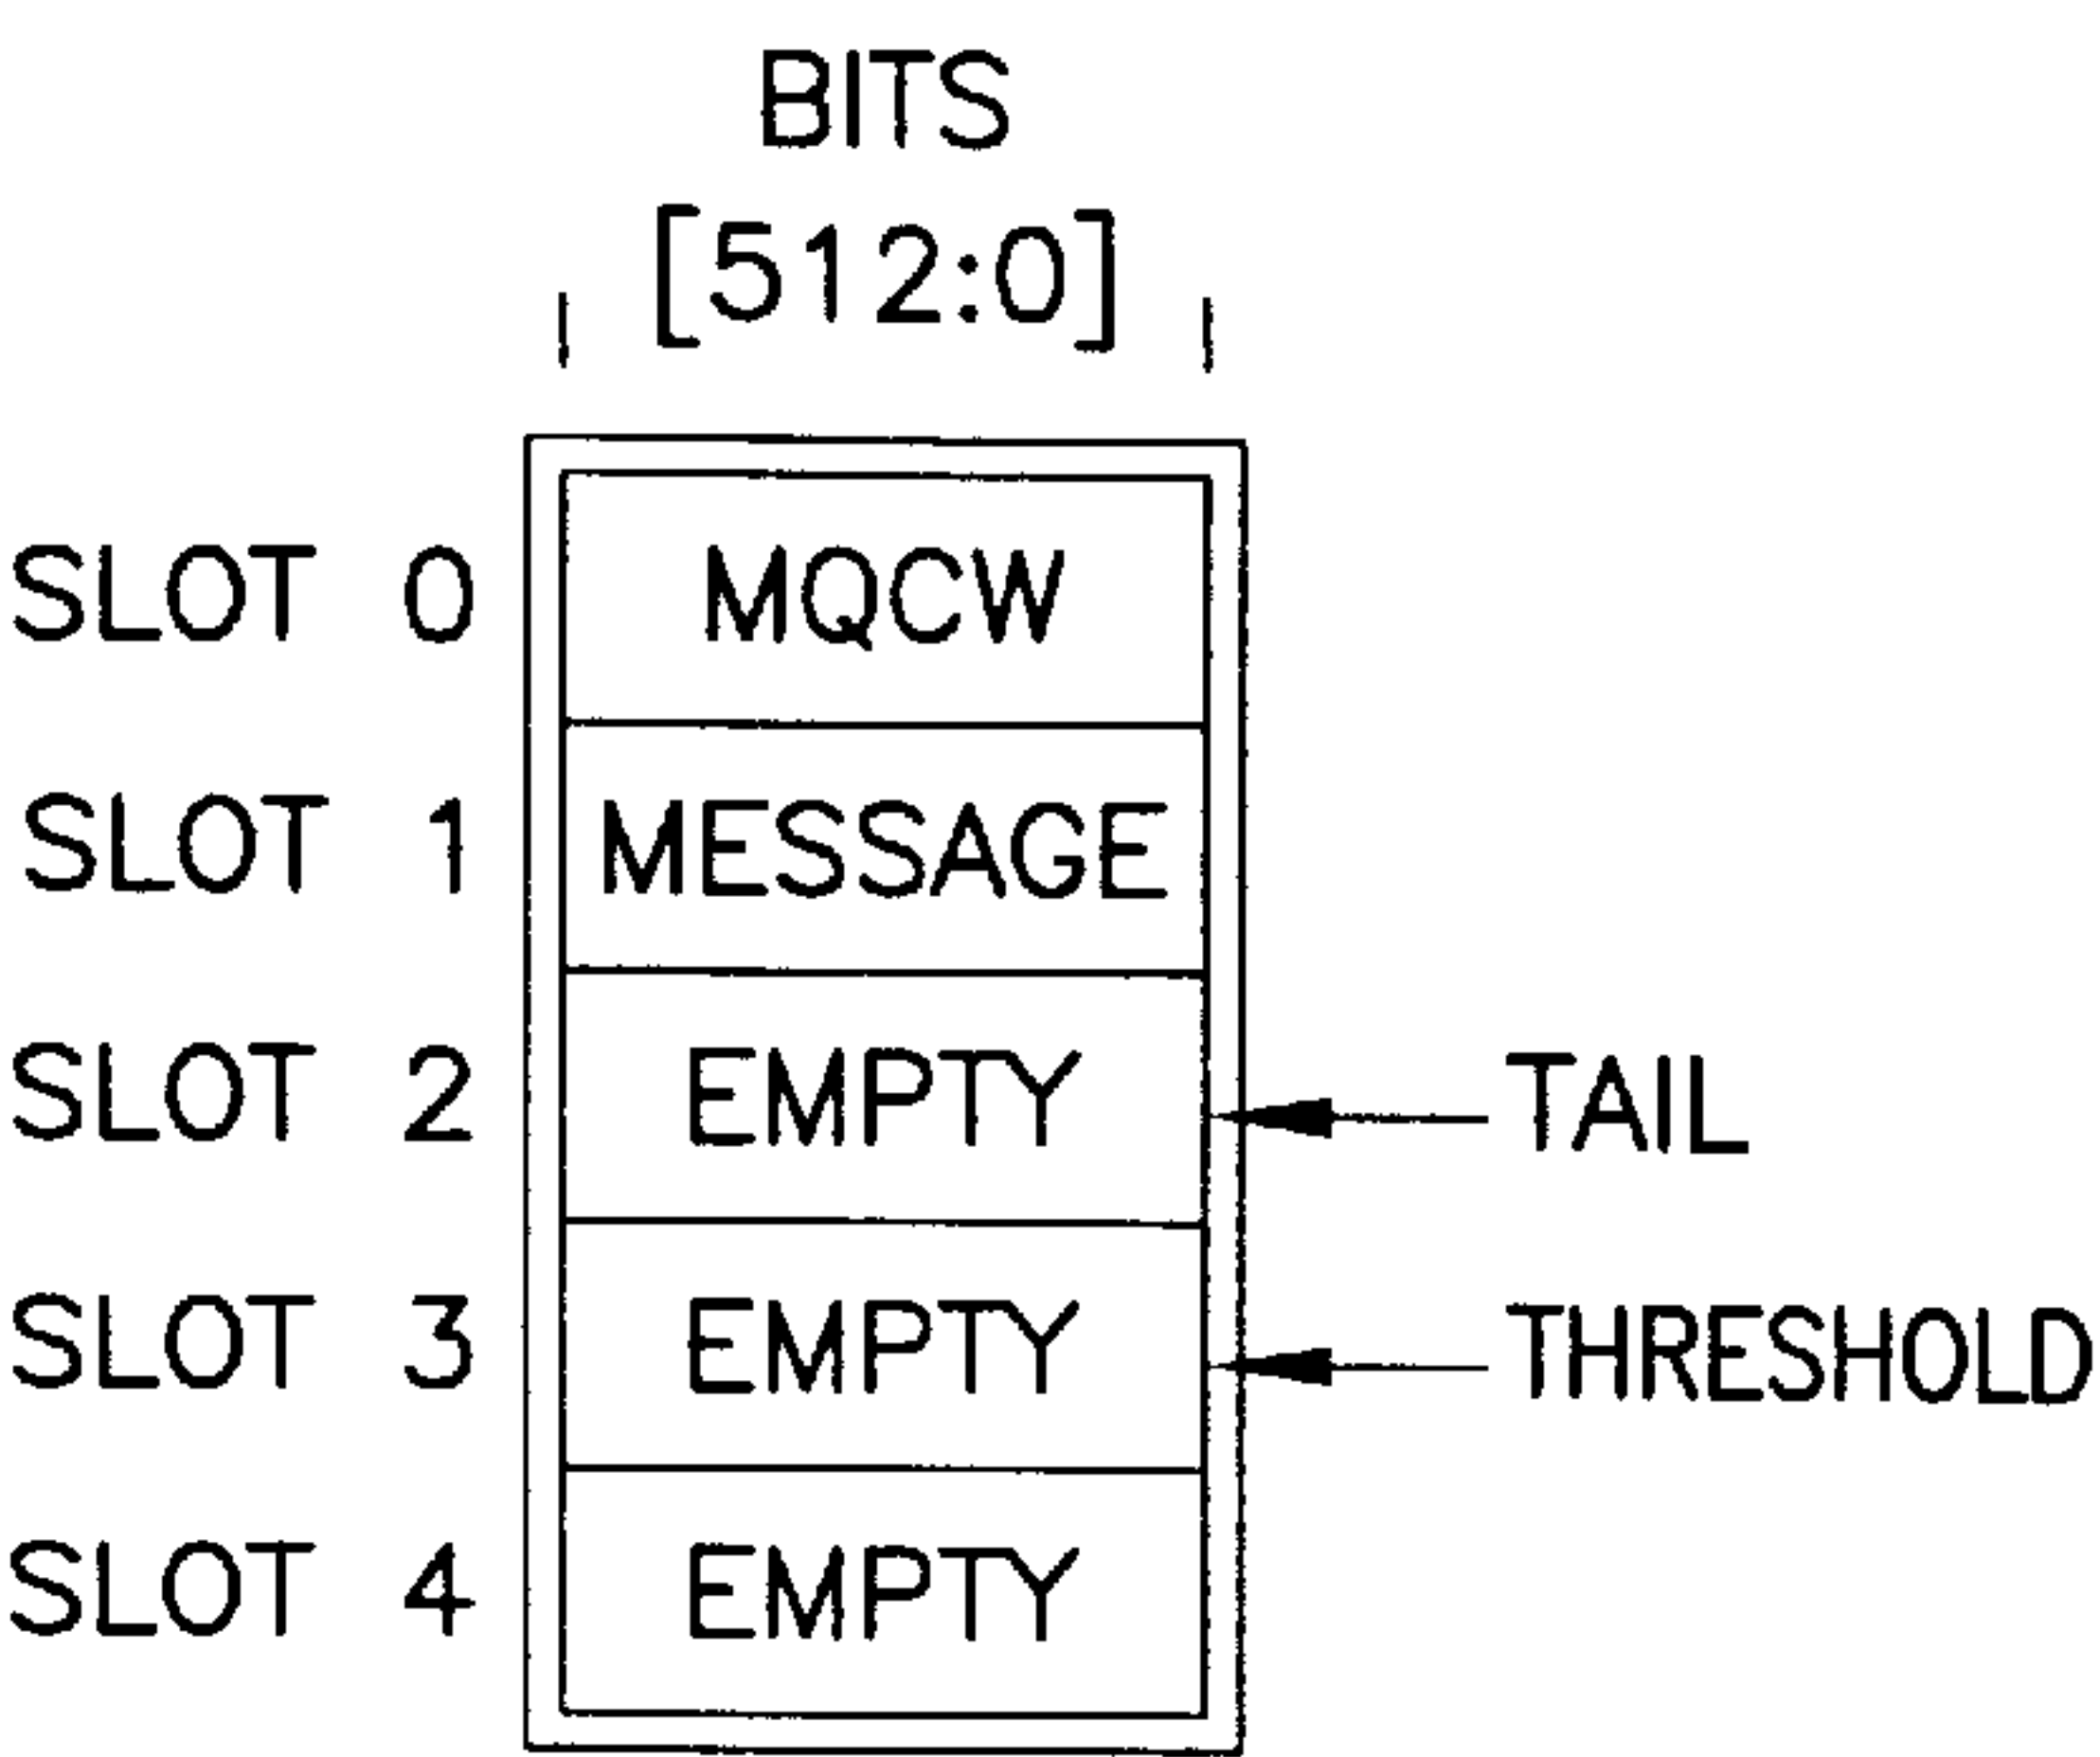 BITS
[512:0]
SLOT 0 MQCW
SLOT 1 MESSAGE
SLOT 2 EMPTY TAIL
SLOT 3 EMPTY THRESHOLD
SLOT 4 EMPTY